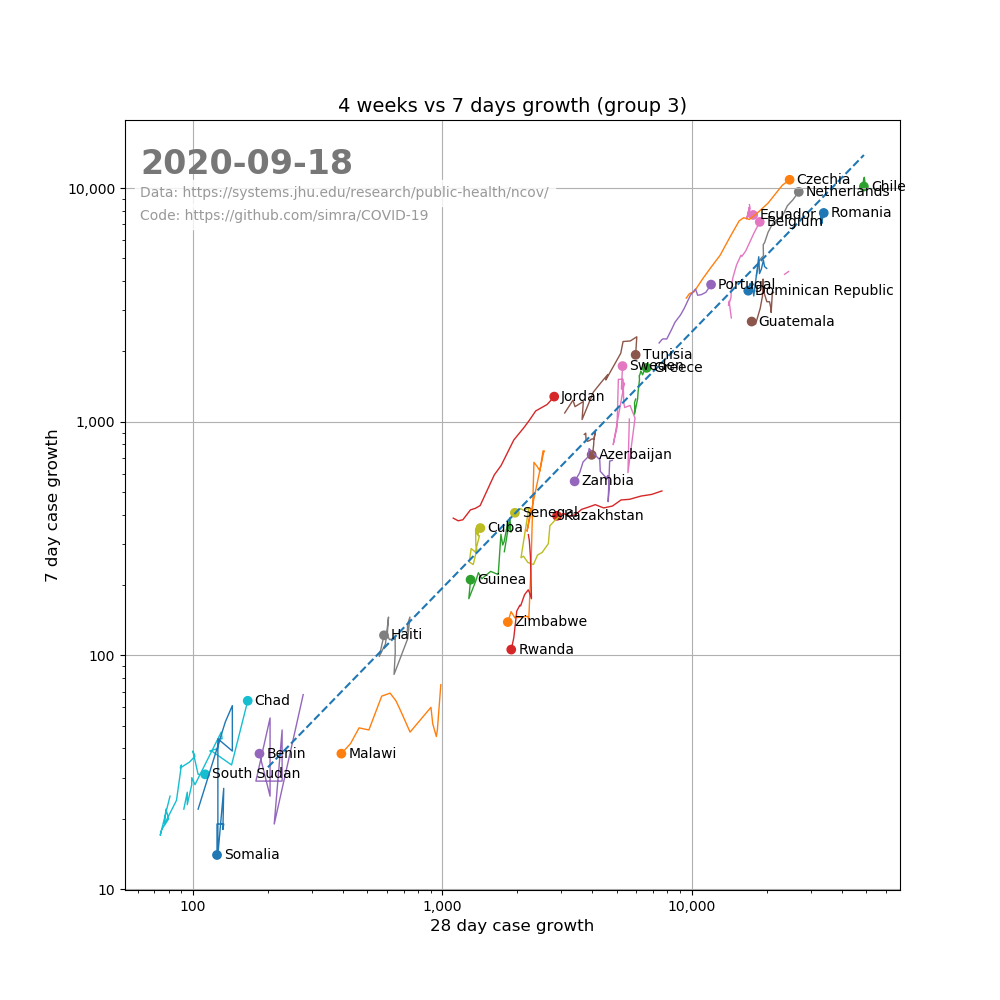 4 weeks vs 7 days growth (group 3)
2020-09-18
Data: https://systems.jhu.edu/research/public-health/ncov/
Code: https://github.com/simra/COVID-19
10,000
1,000
100
10
7 day case growth
Czechia
Netherlands
Chile
Ecuador
Romania
Belgium
Portugal
Dominican Republic
Guatemala
Tunisia
Sweden
Greece
Jordan
Azerbaijan
Zambia
Senegal
Kazakhstan
Cuba
Guinea
Zimbabwe
Haiti
Rwanda
Chad
Benin
Malawi
South Sudan
Somalia
100
1,000
10,000
28 day case growth